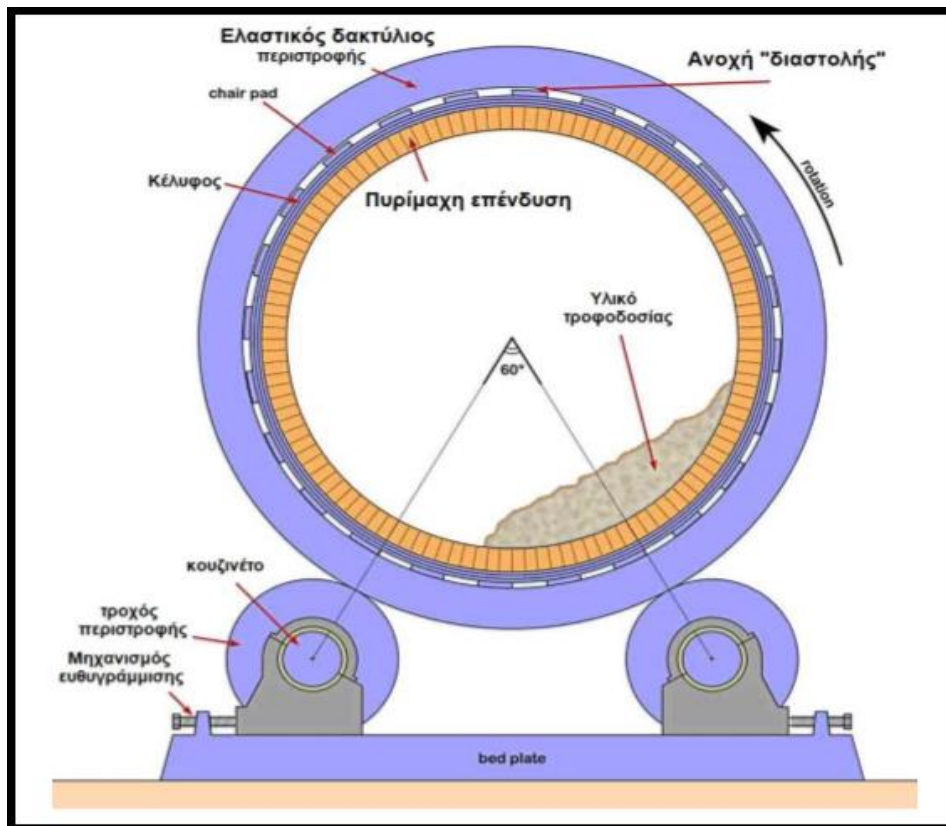 Ελαστικός δακτύλιος
περιστροφής
Ανοχή "διαστολής"
chair pad
Κέλυφος
Πυρίμαχη επένδυση
rotation
Υλικό
τροφοδοσίας
60°
κουζινέτο
τροχός
περιστροφής
Μηχανισμός
ευθυγράμμισης
bed plate